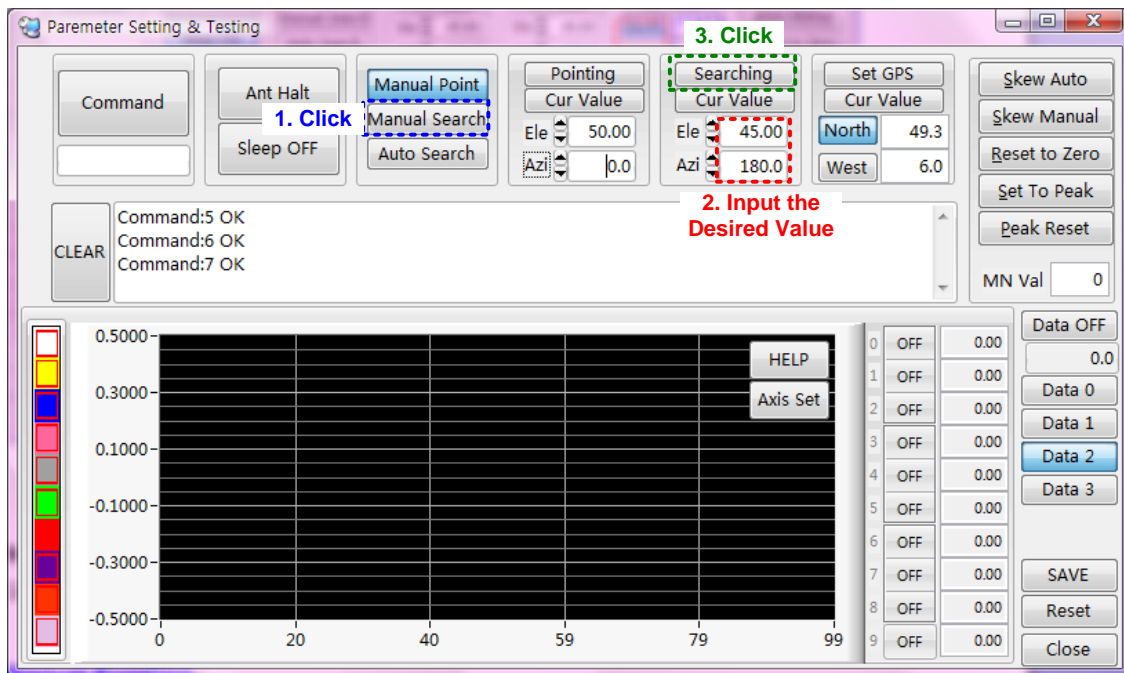 Paremeter Setting & Testing
3. Click
Command
Ant Halt
Sleep OFF
1. Click
Manual Point
Manual Search
Auto Search
Pointing
Cur Value
Ele 50.00
Azi 0.0
Searching
Cur Value
Ele 45.00
Azi 180.0
2. Input the
Desired Value
Set GPS
Cur Value
North 49.3
West 6.0
Skew Auto
Skew Manual
Reset to Zero
Set To Peak
Peak Reset
MN Val 0
CLEAR
Command:5 OK
Command:6 OK
Command:7 OK
0.5000
0.3000
0.1000
-0.1000
-0.3000
-0.5000
0 20 40 59 79 99
HELP
Axis Set
0 OFF 0.00
1 OFF 0.00
2 OFF 0.00
3 OFF 0.00
4 OFF 0.00
5 OFF 0.00
6 OFF 0.00
7 OFF 0.00
8 OFF 0.00
9 OFF 0.00
Data OFF
0.0
Data 0
Data 1
Data 2
Data 3
SAVE
Reset
Close